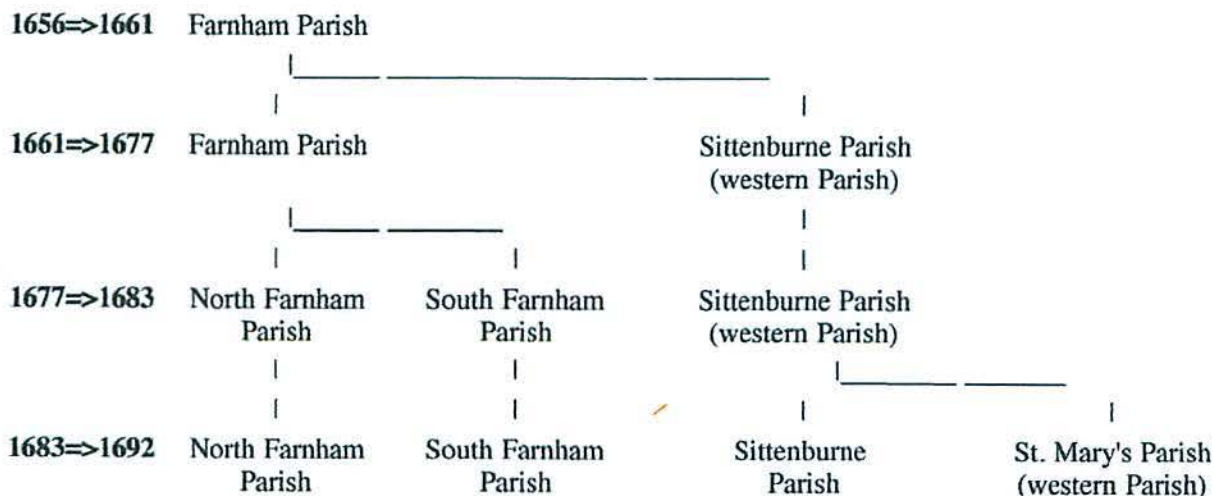 1656=>1661 Farnham Parish
1661=>1677 Farnham Parish Sittenburne Parish
(western Parish)
1677=>1683 North Farnham South Farnham Sittenburne Parish
Parish Parish (western Parish)
1683=>1692 North Farnham South Farnham Sittenburne St. Mary's Parish
Parish Parish Parish (western Parish)